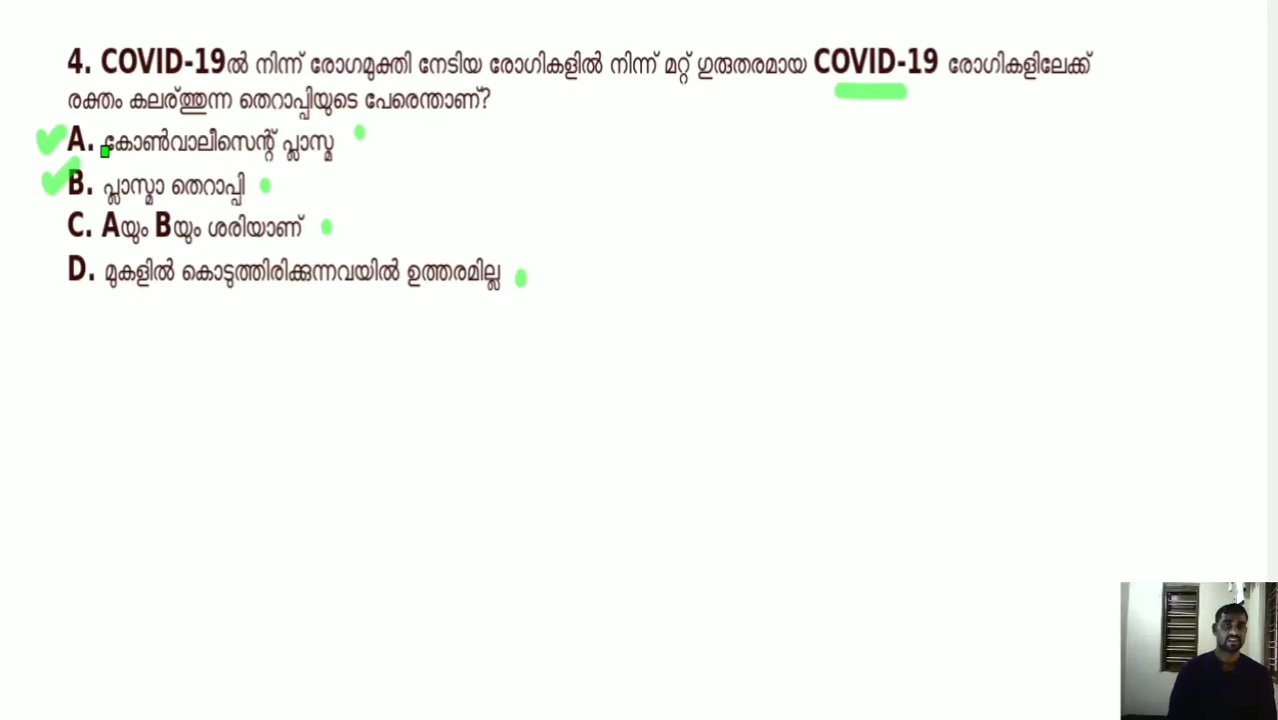 4. COVID-19ൽ നിന്ന് രോഗമുക്തി നേടിയ രോഗികളിൽ നിന്ന് മറ്റ് ഗുരുതരമായ COVID-19 രോഗികളിലേക്ക്
രക്തം കലര്ത്തുന്ന തെറാപ്പിയുടെ പേരെന്താണ്?
A. കോൺവാലീസെന്റ് പ്ലാസ്മ
B. പ്ലാസ്മാ തെറാപ്പി
C. Aയും Bയും ശരിയാണ്
D. മുകളിൽ കൊടുത്തിരിക്കുന്നവയിൽ ഉത്തരമില്ല